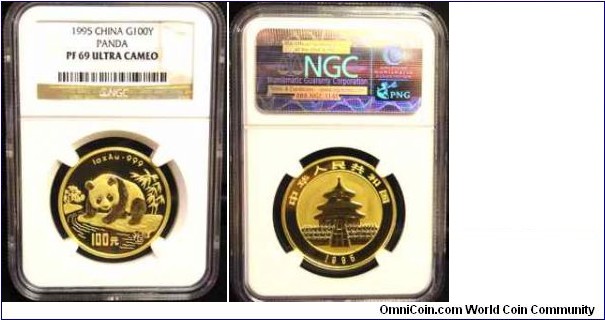 1995 CHINA G100Y
PANDA
PF 69 ULTRA CAMEO
NGC
1oz Au · 999
100元
NGC
Numismatic Guaranty Corporation
PNG
中华人民共和国
1995
OmniCoin.com World Coin Community